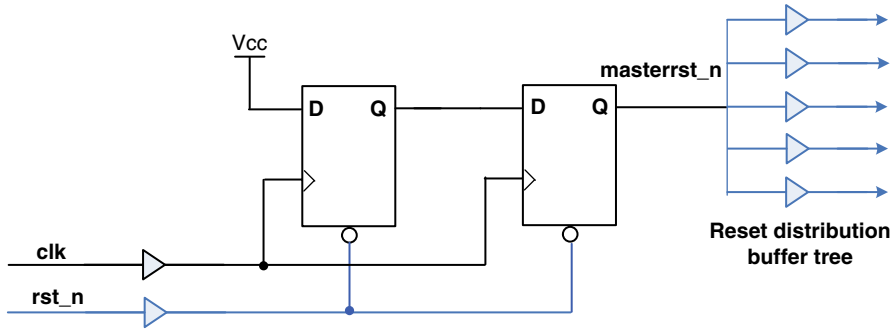 Vcc
masterrst_n
D Q
D Q
Reset distribution
buffer tree
clk
rst_n